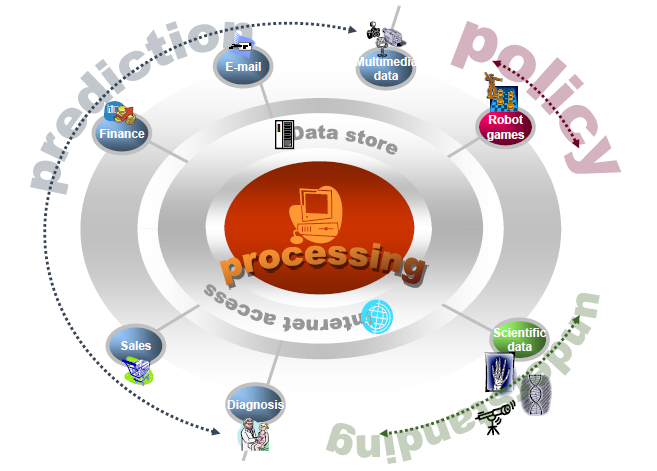 prediction
policy
E-mail
Multimedia
data
Finance
Robot
games
Data store
processing
Internet access
Sales
Scientific
data
Diagnosis
understanding